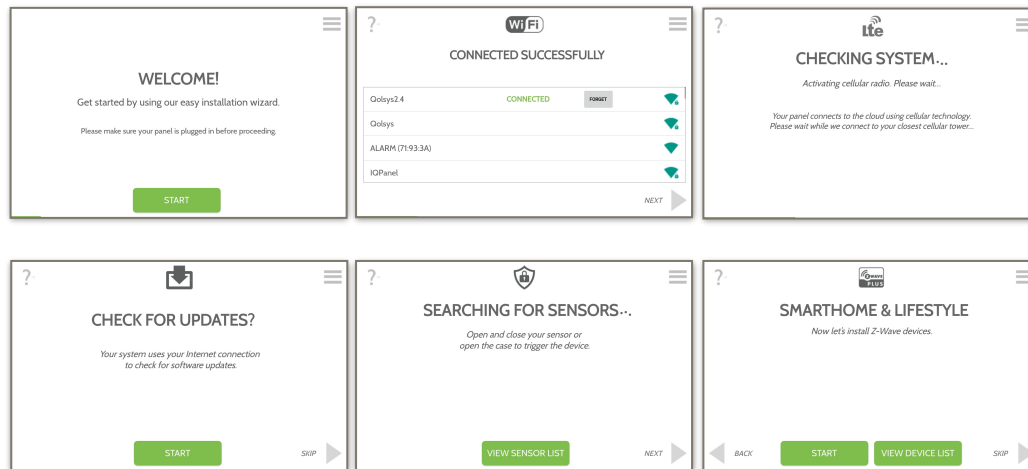 WELCOME!
Get started by using our easy installation wizard.
Please make sure your panel is plugged in before proceeding.
START
?
WiFi
CONNECTED SUCCESSFULLY
Qolsys2.4 CONNECTED FORGET
Qolsys
ALARM (71:93:3A)
IQPanel
NEXT
?
lte
CHECKING SYSTEM...
Activating cellular radio. Please wait...
Your panel connects to the cloud using cellular technology.
Please wait while we connect to your closest cellular tower...
?
CHECK FOR UPDATES?
Your system uses your Internet connection
to check for software updates.
START SKIP
?
SEARCHING FOR SENSORS...
Open and close your sensor or
open the case to trigger the device.
VIEW SENSOR LIST NEXT
?
Z WAVE
PLUS
SMARTHOME & LIFESTYLE
Now let's install Z-Wave devices.
BACK START VIEW DEVICE LIST SKIP